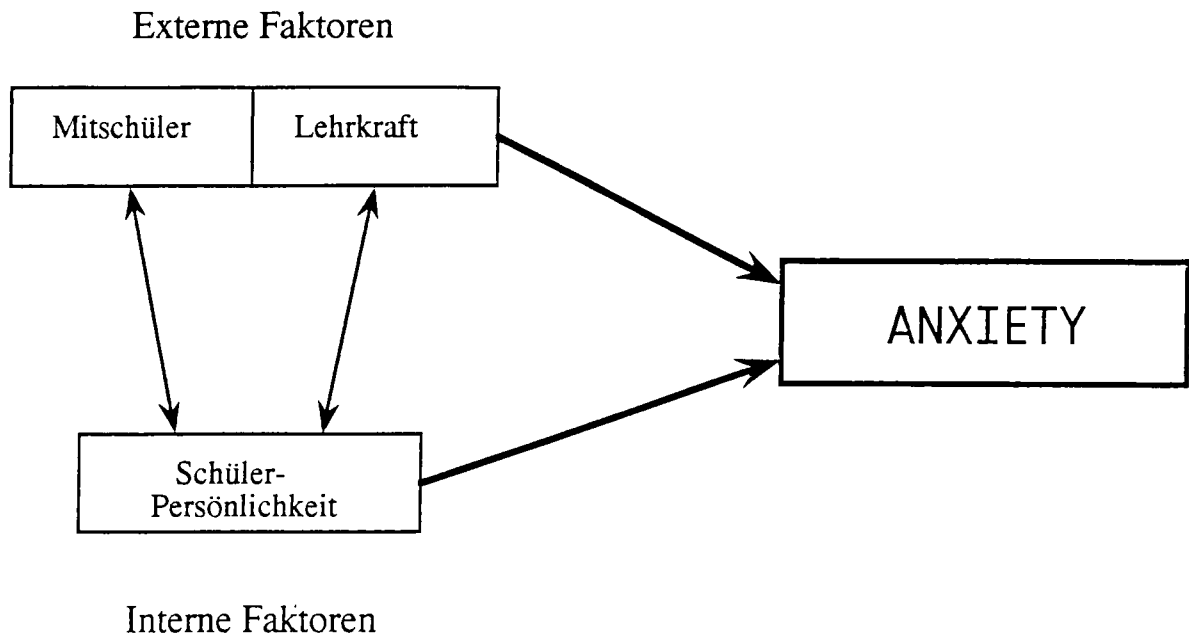 Externe Faktoren
Mitschüler
Lehrkraft
ANXIETY
Schüler-
Persönlichkeit
Interne Faktoren